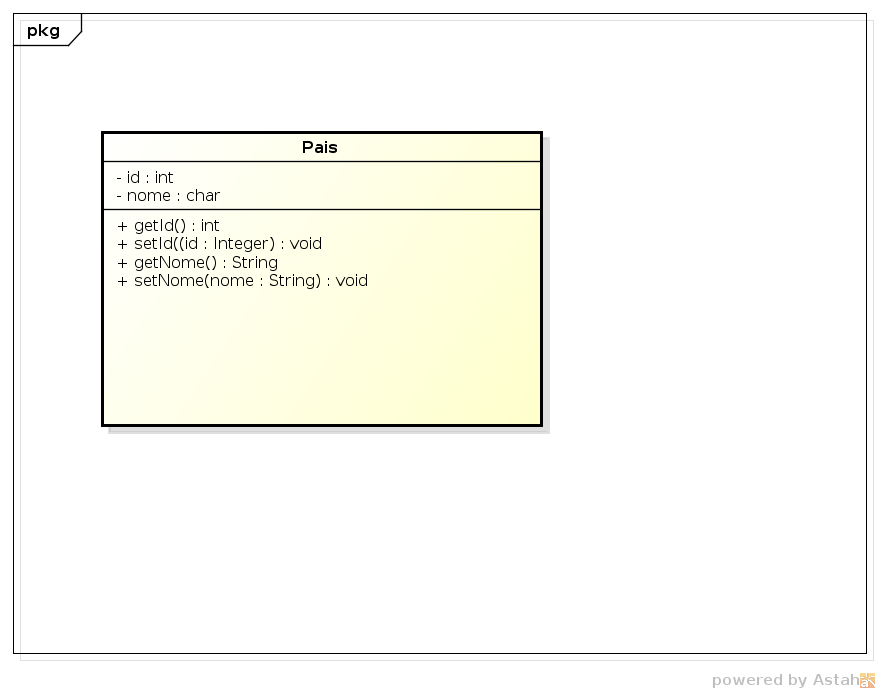 pkg
Pais
- id : int
- nome : char
+ getId() : int
+ setId((id : Integer) : void
+ getNome() : String
+ setNome(nome : String) : void
powered by Astah